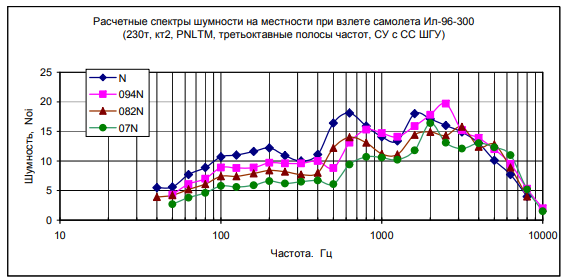 Расчетные спектры шумности на местности при взлете самолета Ил-96-300
(230т, кт2, PNLTM, третьоктавные полосы частот, СУ с СС ШГУ)
Шумность, Noi
25
20
15
10
5
0
N
094N
082N
07N
10
100
1000
10000
Частота. Гц